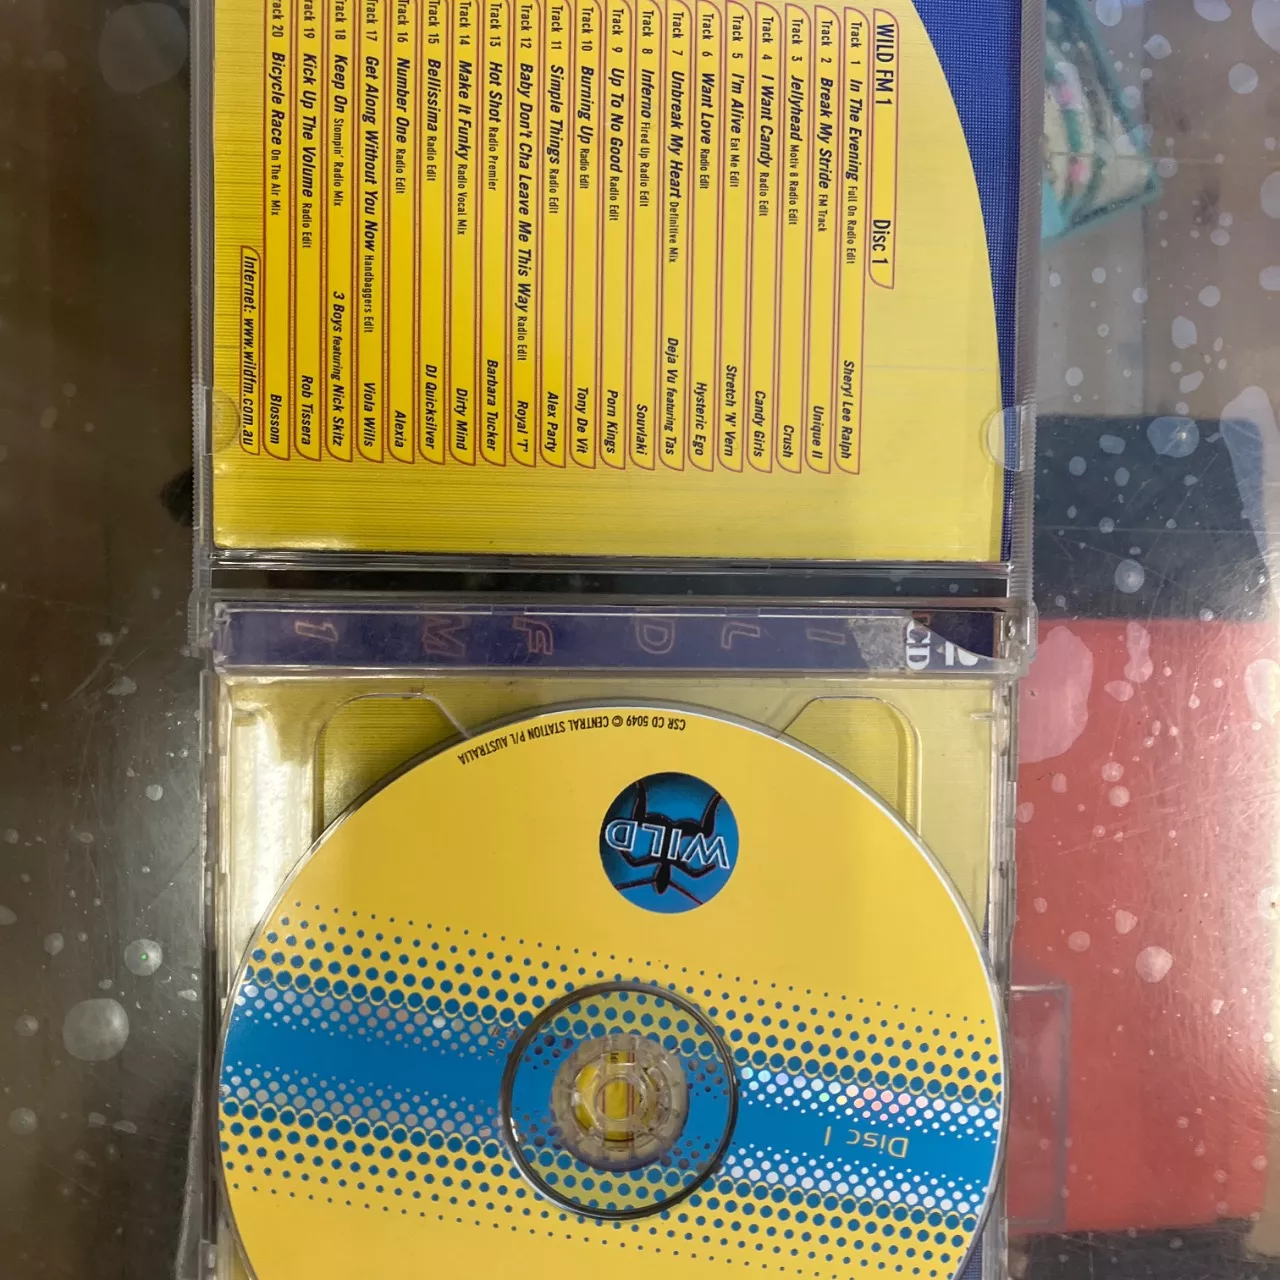 WILD FM 1 Disc 1
Track 1 In The Evening Full On Radio Edit Sheryl Lee Ralph
Track 2 Break My Stride FM Track Unique II
Track 3 Jellyhead Motiv 8 Radio Edit Crush
Track 4 I Want Candy Radio Edit Candy Girls
Track 5 I'm Alive Eat Me Edit Stretch 'N' Vern
Track 6 Want Love Radio Edit Hysteric Ego
Track 7 Unbreak My Heart Definitive Mix Deja Vu featuring Tas
Track 8 Inferno Fired Up Radio Edit Souvlaki
Track 9 Up To No Good Radio Edit Porn Kings
Track 10 Burning Up Radio Edit Tony De Vit
Track 11 Simple Things Radio Edit Alex Party
Track 12 Baby Don't Cha Leave Me This Way Radio Edit Royal 'T'
Track 13 Hot Shot Radio Premier Barbara Tucker
Track 14 Make It Funky Radio Vocal Mix Dirty Mind
Track 15 Bellissima Radio Edit DJ Quicksilver
Track 16 Number One Radio Edit Alexia
Track 17 Get Along Without You Now Handbaggers Edit Viola Wills
Track 18 Keep On Stompin' Radio Mix 3 Boys featuring Nick Skitz
Track 19 Kick Up The Volume Radio Edit Rob Tissera
Track 20 Bicycle Race On The Air Mix Blossom
Internet: www.wildfm.com.au
2 CD
WILD FM 1
CSR CD 5049 © CENTRAL STATION P/L AUSTRALIA
WILD
Disc 1